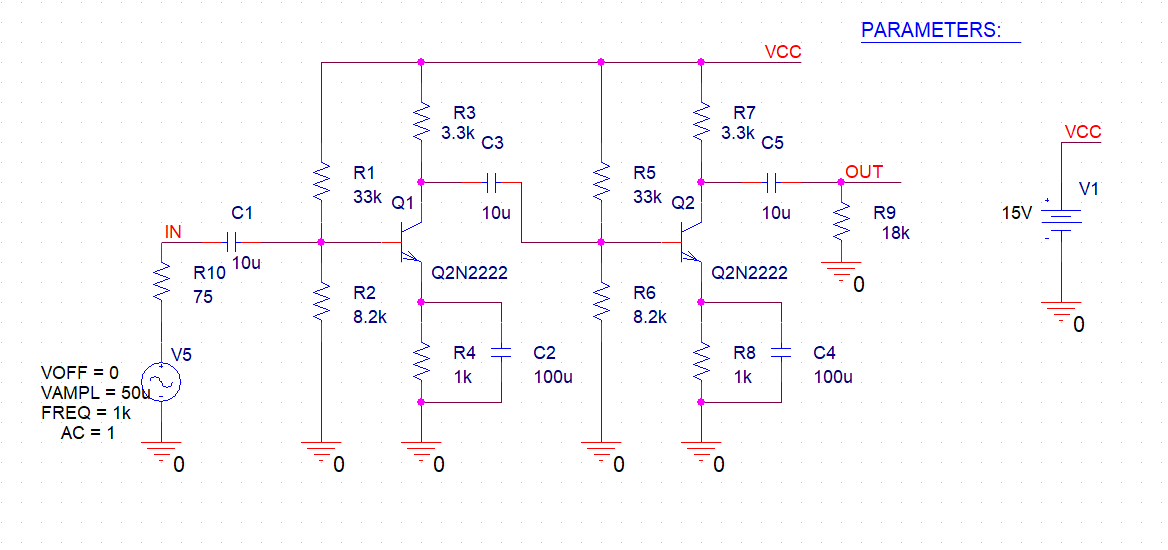 PARAMETERS:
VCC
R3
3.3k
C3
R7
3.3k
C5
VCC
R1
33k
Q1
R5
33k
Q2
OUT
V1
C1
10u
10u
R9
18k
15V
IN
R10
75
10u
Q2N2222
Q2N2222
0
R2
8.2k
R6
8.2k
0
V5
R4
1k
C2
100u
R8
1k
C4
100u
VOFF = 0
VAMPL = 50u
FREQ = 1k
AC = 1
0
0
0
0
0